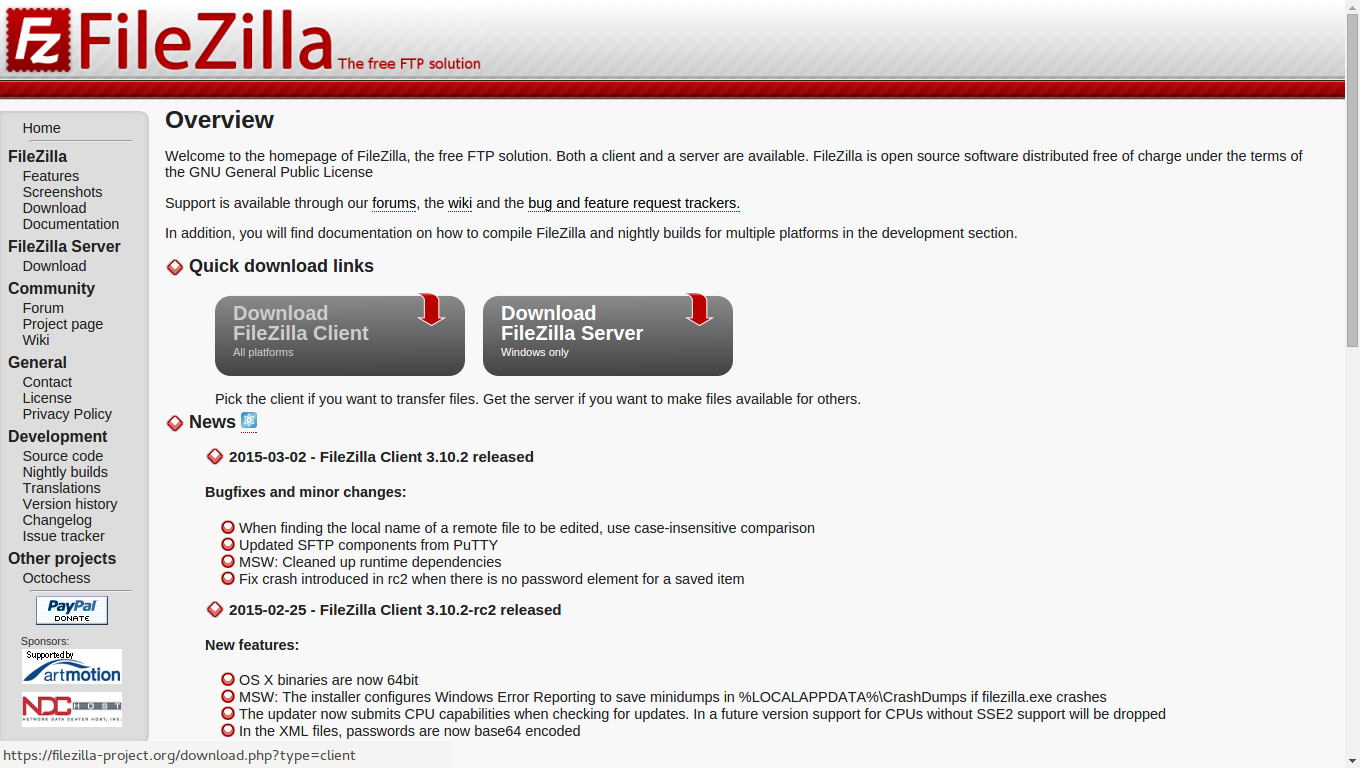 Fz FileZilla The free FTP solution
Home
FileZilla
Features
Screenshots
Download
Documentation
FileZilla Server
Download
Community
Forum
Project page
Wiki
General
Contact
License
Privacy Policy
Development
Source code
Nightly builds
Translations
Version history
Changelog
Issue tracker
Other projects
Octochess
PayPal
DONATE
Sponsors:
Supported by
artmotion
NDCHOST
NETWORK DATA CENTER HOST, INC.
Overview
Welcome to the homepage of FileZilla, the free FTP solution. Both a client and a server are available. FileZilla is open source software distributed free of charge under the terms of
the GNU General Public License
Support is available through our forums, the wiki and the bug and feature request trackers.
In addition, you will find documentation on how to compile FileZilla and nightly builds for multiple platforms in the development section.
Quick download links
Download
FileZilla Client
All platforms
Download
FileZilla Server
Windows only
Pick the client if you want to transfer files. Get the server if you want to make files available for others.
News
2015-03-02 - FileZilla Client 3.10.2 released
Bugfixes and minor changes:
When finding the local name of a remote file to be edited, use case-insensitive comparison
Updated SFTP components from PuTTY
MSW: Cleaned up runtime dependencies
Fix crash introduced in rc2 when there is no password element for a saved item
2015-02-25 - FileZilla Client 3.10.2-rc2 released
New features:
OS X binaries are now 64bit
MSW: The installer configures Windows Error Reporting to save minidumps in %LOCALAPPDATA%\CrashDumps if filezilla.exe crashes
The updater now submits CPU capabilities when checking for updates. In a future version support for CPUs without SSE2 support will be dropped
In the XML files, passwords are now base64 encoded
https://filezilla-project.org/download.php?type=client